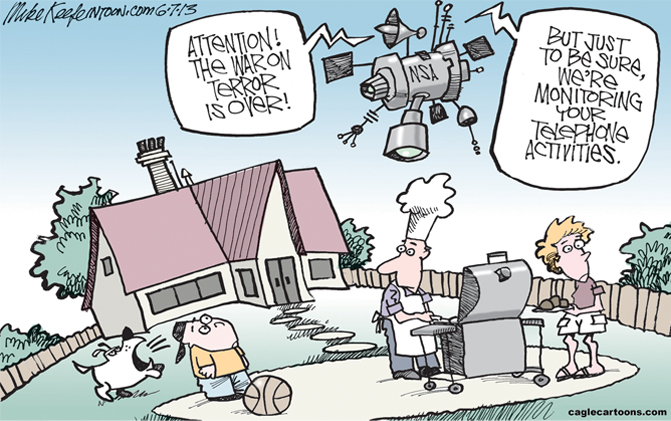 Mike Keefe INTOON.com 6-7-13
ATTENTION!
THE WAR ON
TERROR
IS OVER!
NSA
BUT JUST
TO BE SURE,
WE'RE
MONITORING
YOUR
TELEPHONE
ACTIVITIES.
caglecartoons.com